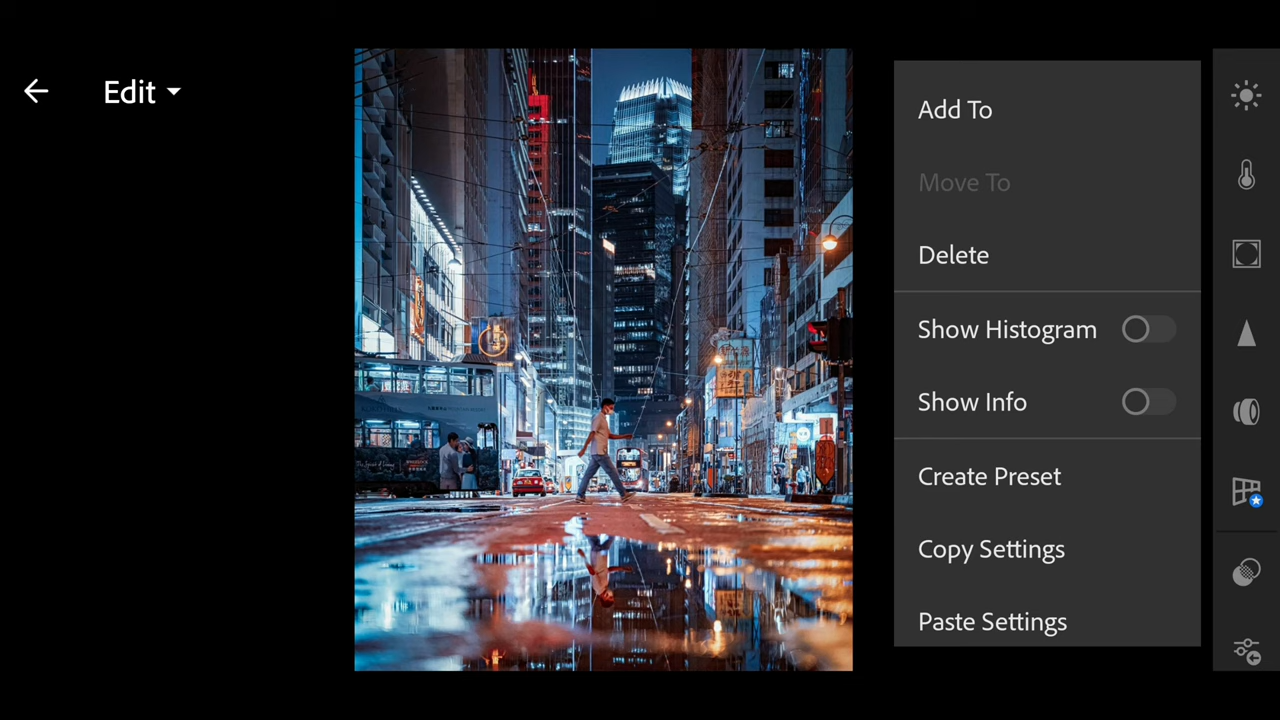 Edit
Add To
Move To
Delete
Show Histogram
Show Info
Create Preset
Copy Settings
Paste Settings